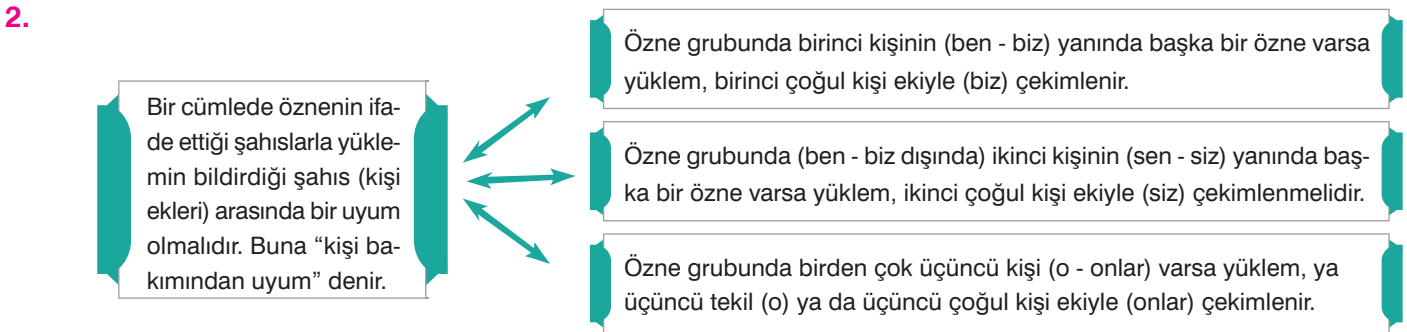 2.
Bir cümlede öznenin ifa-
de ettiği şahıslarla yükle-
min bildirdiği şahıs (kişi
ekleri) arasında bir uyum
olmalıdır. Buna “kişi ba-
kımından uyum” denir.
Özne grubunda birinci kişinin (ben - biz) yanında başka bir özne varsa
yüklem, birinci çoğul kişi ekiyle (biz) çekimlenir.
Özne grubunda (ben - biz dışında) ikinci kişinin (sen - siz) yanında baş-
ka bir özne varsa yüklem, ikinci çoğul kişi ekiyle (siz) çekimlenmelidir.
Özne grubunda birden çok üçüncü kişi (o - onlar) varsa yüklem, ya
üçüncü tekil (o) ya da üçüncü çoğul kişi ekiyle (onlar) çekimlenir.